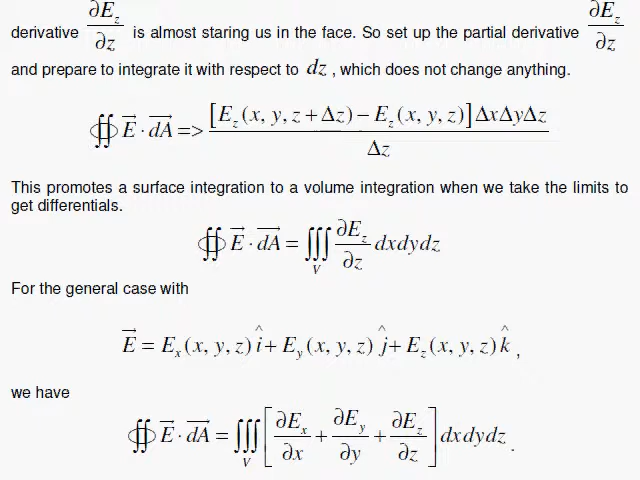 derivative ∂E_z/∂z is almost staring us in the face. So set up the partial derivative ∂E_z/∂z
and prepare to integrate it with respect to dz, which does not change anything.
∯ E⃗ · dA⃗ => [E_z(x, y, z + Δz) − E_z(x, y, z)] ΔxΔyΔz / Δz
This promotes a surface integration to a volume integration when we take the limits to
get differentials.
∯ E⃗ · dA⃗ = ∭_V ∂E_z/∂z dxdydz
For the general case with
E⃗ = E_x(x, y, z) î + E_y(x, y, z) ĵ + E_z(x, y, z) k̂ ,
we have
∯ E⃗ · dA⃗ = ∭_V [∂E_x/∂x + ∂E_y/∂y + ∂E_z/∂z] dxdydz .